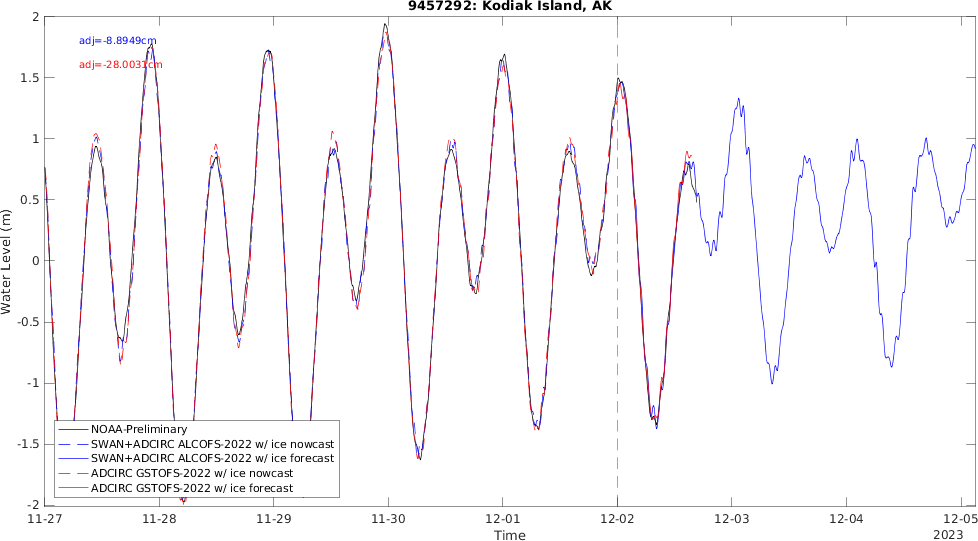 9457292: Kodiak Island, AK
adj=-8.8949cm
adj=-28.0031cm
2
1.5
1
0.5
0
-0.5
-1
-1.5
-2
Water Level (m)
NOAA-Preliminary
SWAN+ADCIRC ALCOFS-2022 w/ ice nowcast
SWAN+ADCIRC ALCOFS-2022 w/ ice forecast
ADCIRC GSTOFS-2022 w/ ice nowcast
ADCIRC GSTOFS-2022 w/ ice forecast
11-27 11-28 11-29 11-30 12-01 12-02 12-03 12-04 12-05
Time
2023